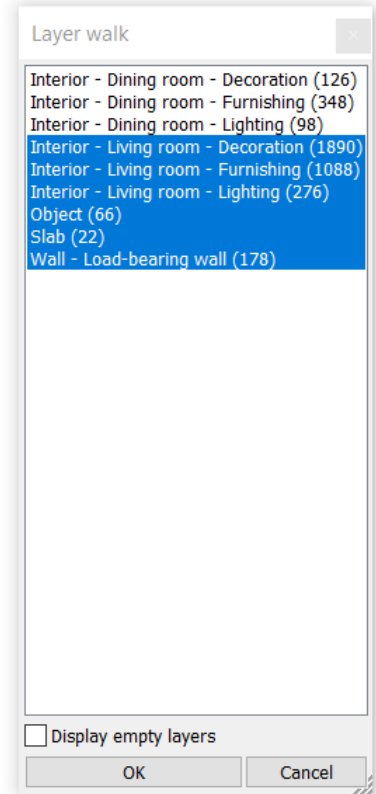 Layer walk
Interior - Dining room - Decoration (126)
Interior - Dining room - Furnishing (348)
Interior - Dining room - Lighting (98)
Interior - Living room - Decoration (1890)
Interior - Living room - Furnishing (1088)
Interior - Living room - Lighting (276)
Object (66)
Slab (22)
Wall - Load-bearing wall (178)
Display empty layers
OK Cancel